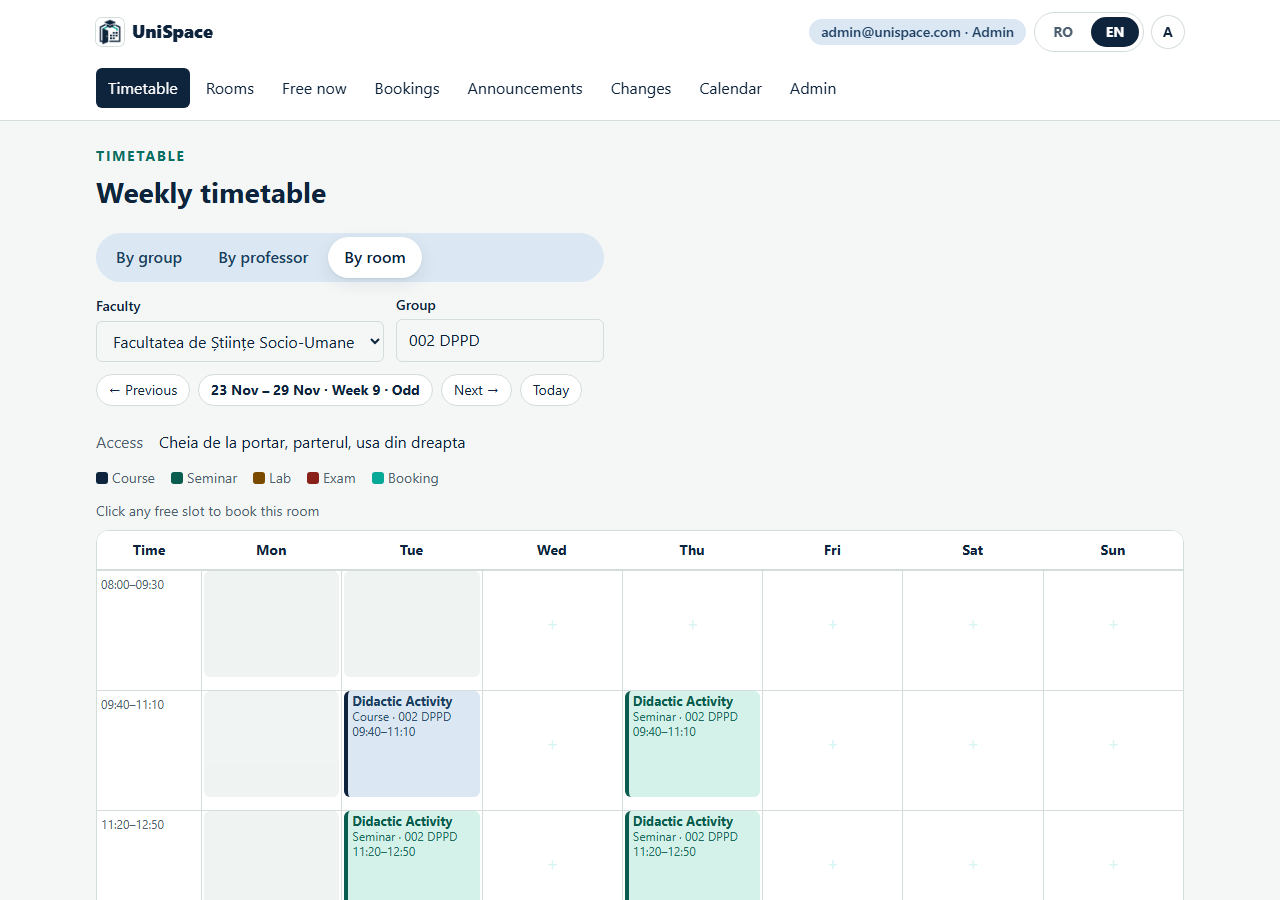 UniSpace
admin@unispace.com · Admin
RO
EN
A
Timetable
Rooms
Free now
Bookings
Announcements
Changes
Calendar
Admin
TIMETABLE
Weekly timetable
By group
By professor
By room
Faculty
Group
Facultatea de Științe Socio-Umane
002 DPPD
← Previous
23 Nov – 29 Nov · Week 9 · Odd
Next →
Today
Access Cheia de la portar, parterul, usa din dreapta
Course
Seminar
Lab
Exam
Booking
Click any free slot to book this room
Time Mon Tue Wed Thu Fri Sat Sun
08:00–09:30
+ + + + +
09:40–11:10
Didactic Activity
Course · 002 DPPD
09:40–11:10
+
Didactic Activity
Seminar · 002 DPPD
09:40–11:10
+ + +
11:20–12:50
Didactic Activity
Seminar · 002 DPPD
11:20–12:50
+
Didactic Activity
Seminar · 002 DPPD
11:20–12:50
+ + +